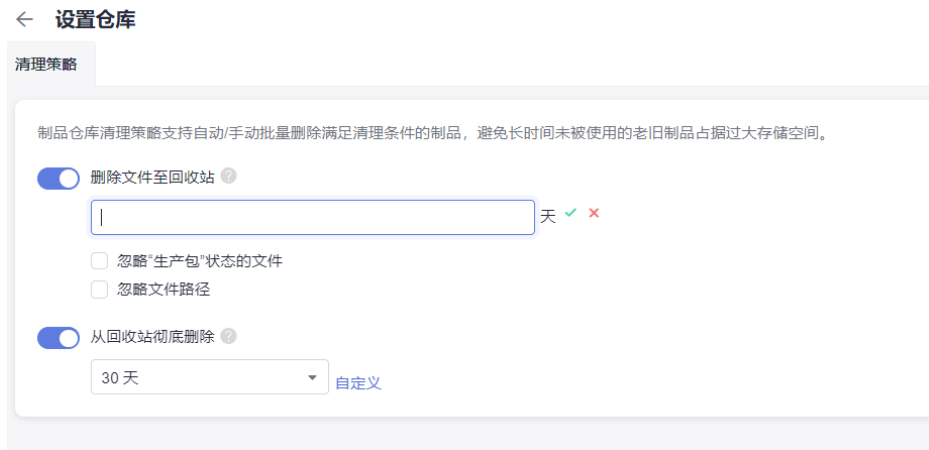 设置仓库
清理策略
制品仓库清理策略支持自动/手动批量删除满足清理条件的制品，避免长时间未被使用的老旧制品占据过大存储空间。
删除文件至回收站 ?
天
忽略“生产包”状态的文件
忽略文件路径
从回收站彻底删除 ?
30 天 自定义